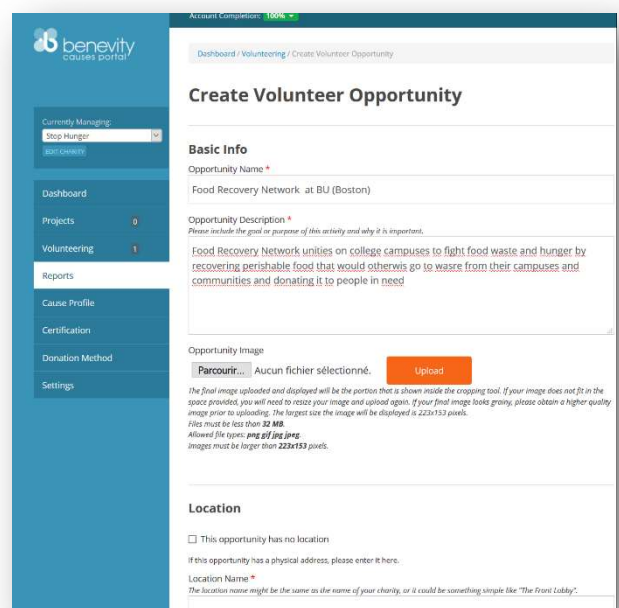 Account Completion: 100%
benevity
causes portal
Dashboard / Volunteering / Create Volunteer Opportunity
Create Volunteer Opportunity
Currently Managing:
Stop Hunger
EDIT CHARITY
Basic Info
Opportunity Name *
Food Recovery Network at BU (Boston)
Dashboard
Projects 0
Volunteering 1
Reports
Cause Profile
Certification
Donation Method
Settings
Opportunity Description *
Please include the goal or purpose of this activity and why it is important.
Food Recovery Network unities on college campuses to fight food waste and hunger by
recovering perishable food that would otherwis go to wasre from their campuses and
communities and donating it to people in need
Opportunity Image
Parcourir... Aucun fichier sélectionné. Upload
The final image uploaded and displayed will be the portion that is shown inside the cropping tool. If your image does not fit in the
space provided, you will need to resize your image and upload again. If your final image looks grainy, please obtain a higher quality
image prior to uploading. The largest size the image will be displayed is 223x153 pixels.
Files must be less than 32 MB.
Allowed file types: png gif jpg jpeg.
Images must be larger than 223x153 pixels.
Location
This opportunity has no location
If this opportunity has a physical address, please enter it here.
Location Name *
The location name might be the same as the name of your charity, or it could be something simple like "The Front Lobby".